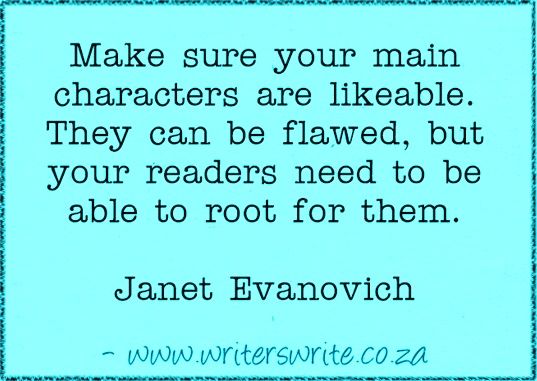 Make sure your main
characters are likeable.
They can be flawed, but
your readers need to be
able to root for them.
Janet Evanovich
- www.writerswrite.co.za